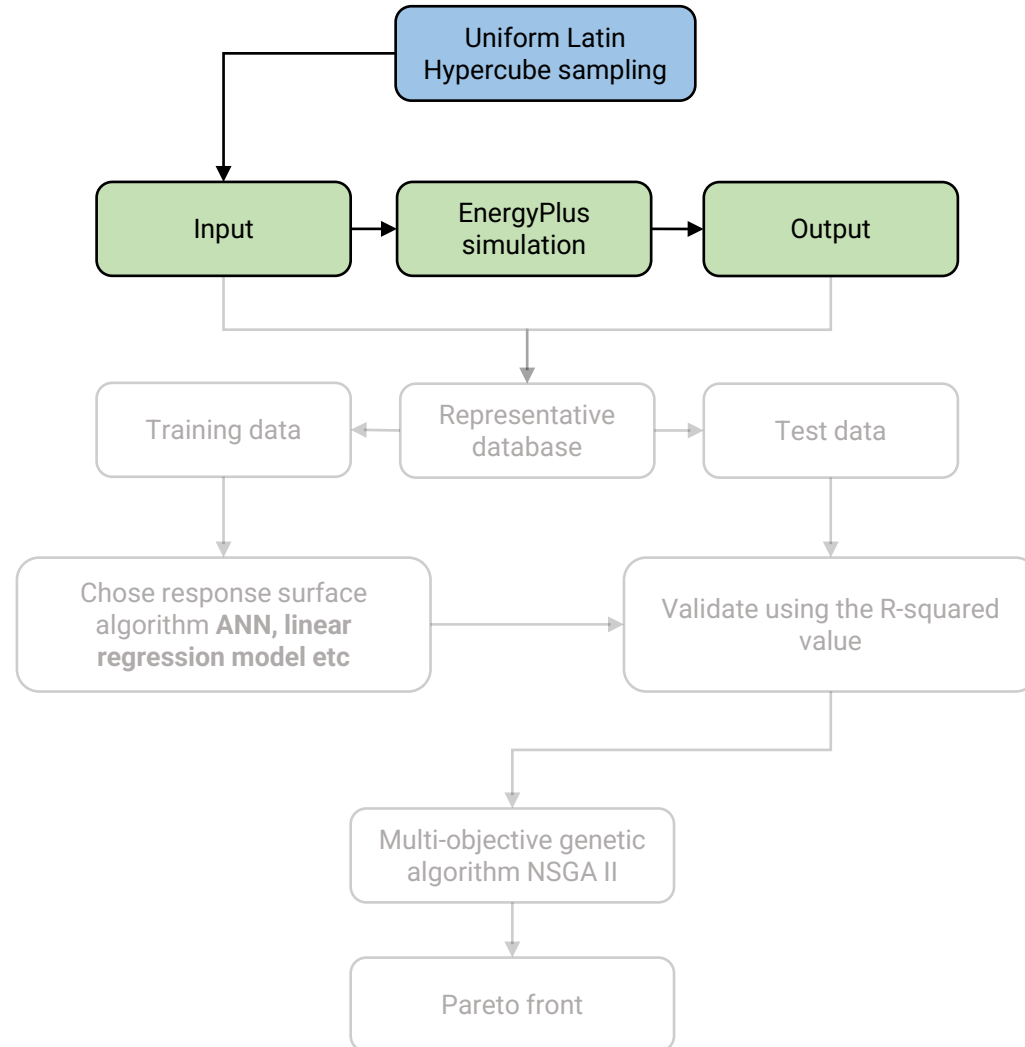 Uniform Latin
Hypercube sampling
Input
EnergyPlus
simulation
Output
Training data
Representative
database
Test data
Chose response surface
algorithm ANN, linear
regression model etc
Validate using the R-squared
value
Multi-objective genetic
algorithm NSGA II
Pareto front